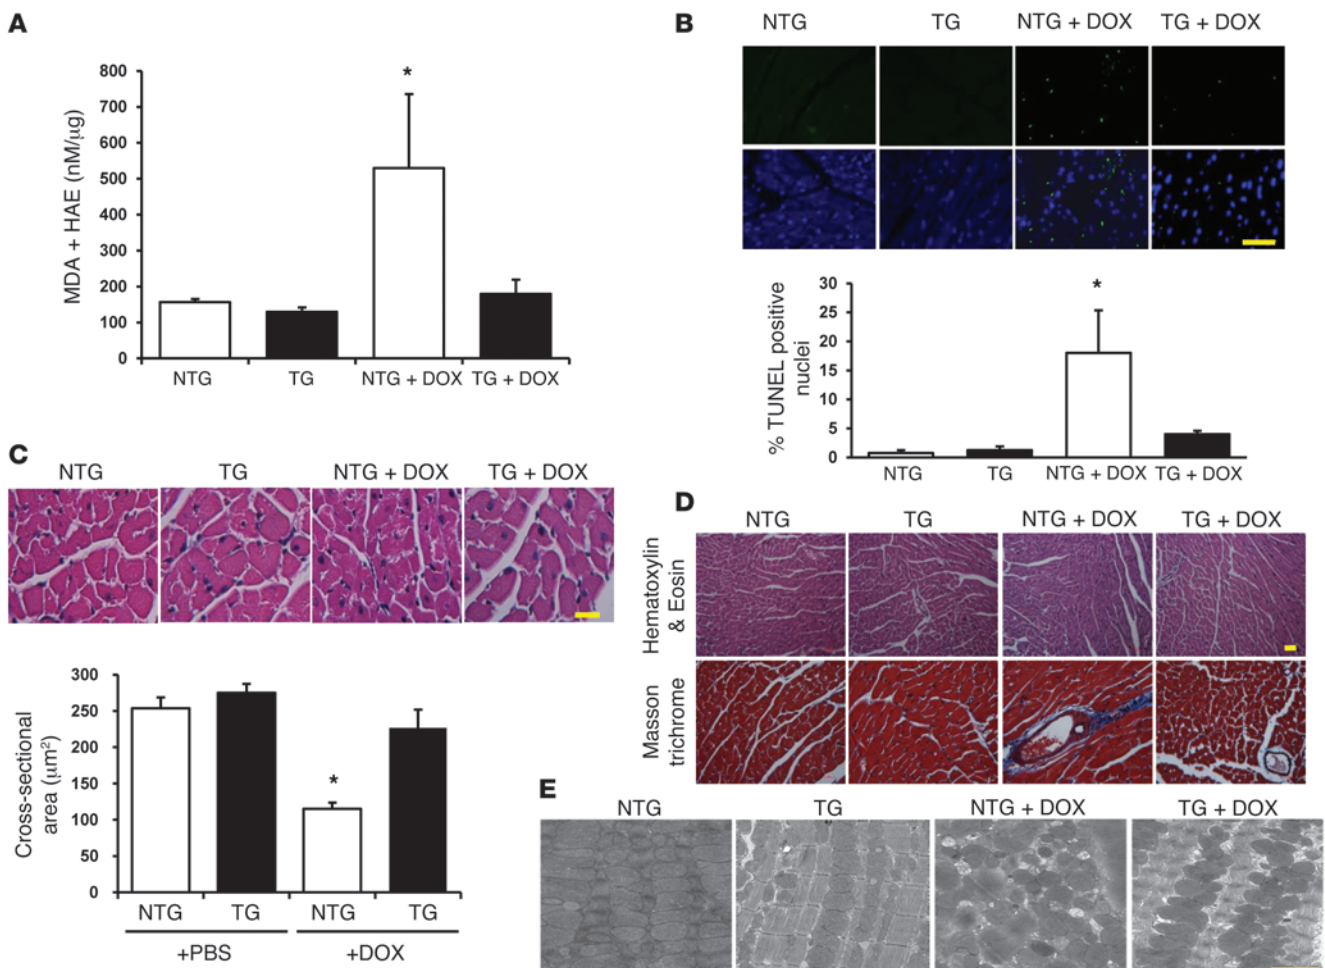 A
MDA + HAE (nM/µg)
800
700
600
500
400
300
200
100
0
*
NTG TG NTG + DOX TG + DOX
B
NTG TG NTG + DOX TG + DOX
% TUNEL positive
nuclei
30
25
20
15
10
5
0
*
NTG TG NTG + DOX TG + DOX
C
NTG TG NTG + DOX TG + DOX
Cross-sectional
area (µm²)
300
250
200
150
100
50
0
*
NTG TG NTG TG
+PBS +DOX
D
NTG TG NTG + DOX TG + DOX
Hematoxylin
& Eosin
Masson
trichrome
E
NTG TG NTG + DOX TG + DOX